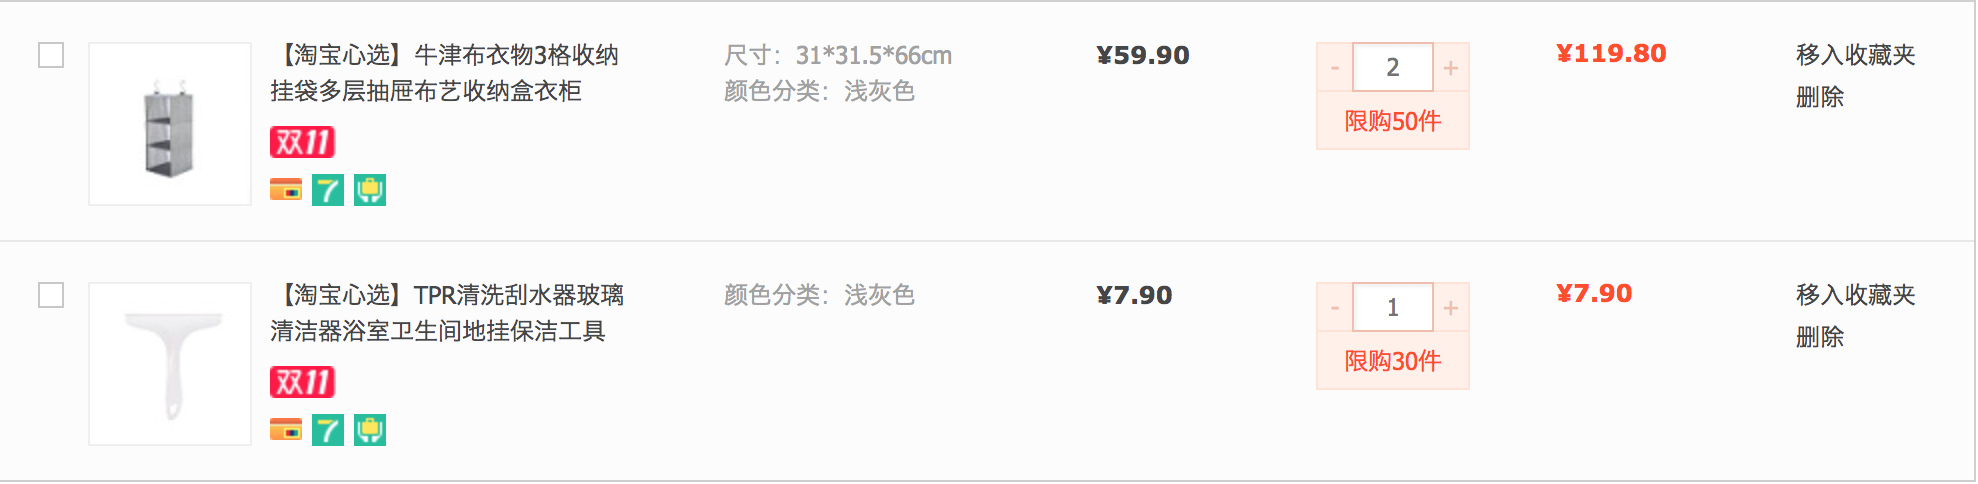 【淘宝心选】牛津布衣物3格收纳
挂袋多层抽屉布艺收纳盒衣柜
双11
7
尺寸：31*31.5*66cm
颜色分类：浅灰色
¥59.90
- 2 +
限购50件
¥119.80
移入收藏夹
删除
【淘宝心选】TPR清洗刮水器玻璃
清洁器浴室卫生间地挂保洁工具
双11
7
颜色分类：浅灰色
¥7.90
- 1 +
限购30件
¥7.90
移入收藏夹
删除